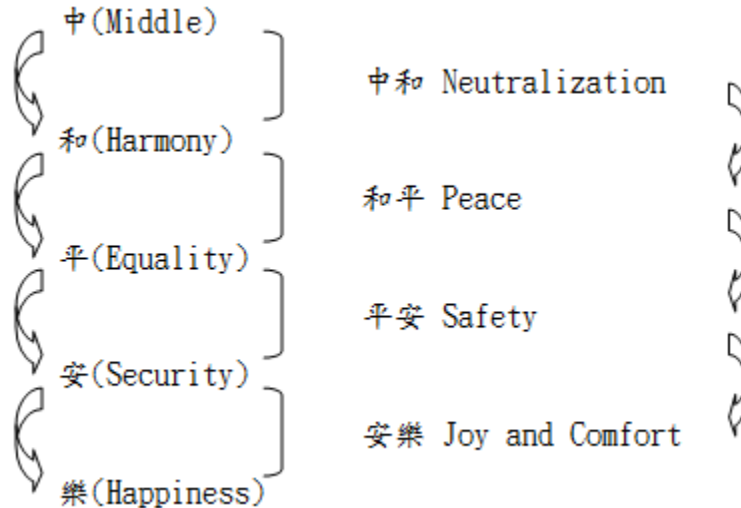 中(Middle)
中和 Neutralization
和(Harmony)
和平 Peace
平(Equality)
平安 Safety
安(Security)
安樂 Joy and Comfort
樂(Happiness)